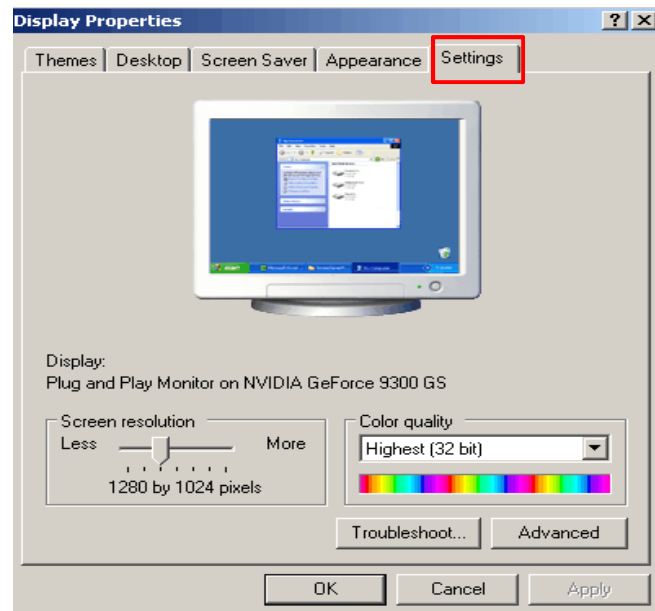 Display Properties
Themes Desktop Screen Saver Appearance Settings
start
Display:
Plug and Play Monitor on NVIDIA GeForce 9300 GS
Screen resolution
Less More
1280 by 1024 pixels
Color quality
Highest (32 bit)
Troubleshoot... Advanced
OK Cancel Apply